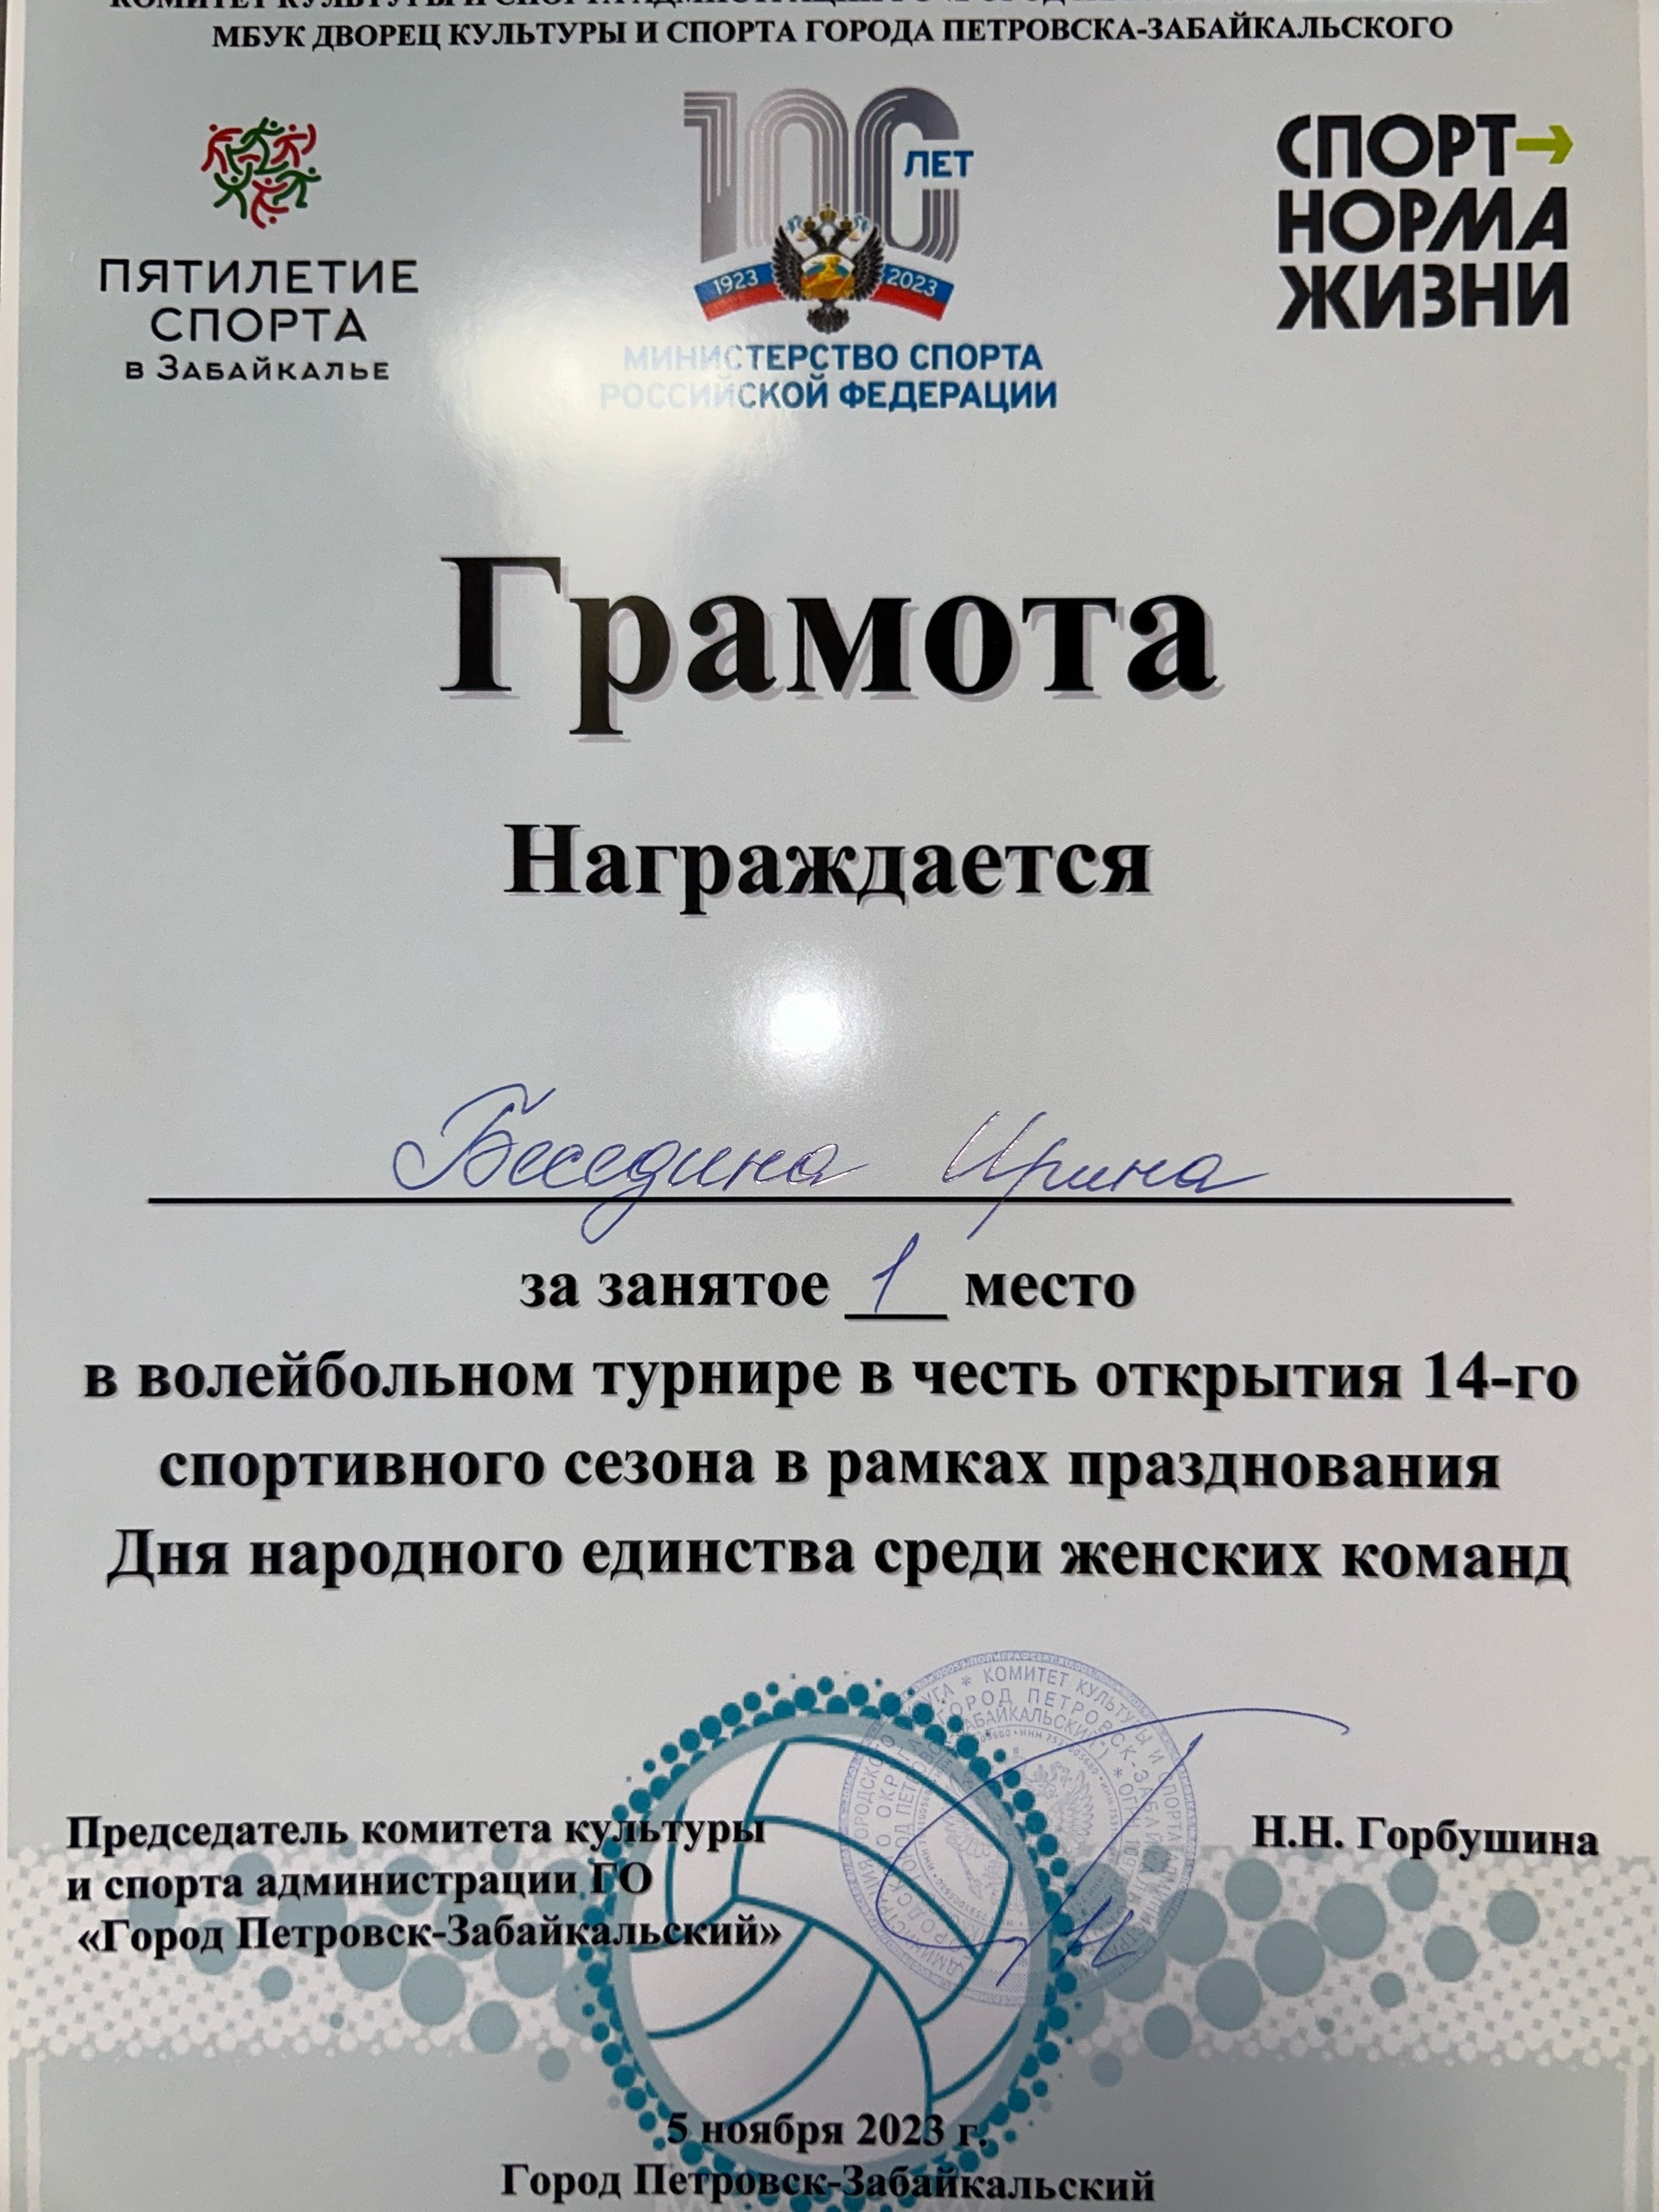 МБУК ДВОРЕЦ КУЛЬТУРЫ И СПОРТА ГОРОДА ПЕТРОВСКА-ЗАБАЙКАЛЬСКОГО
ПЯТИЛЕТИЕ
СПОРТА
В ЗАБАЙКАЛЬЕ
100
ЛЕТ
1923 2023
МИНИСТЕРСТВО СПОРТА
РОССИЙСКОЙ ФЕДЕРАЦИИ
СПОРТ
НОРМА
ЖИЗНИ
Грамота
Награждается
Беседина Ирина
за занятое 1 место
в волейбольном турнире в честь открытия 14-го
спортивного сезона в рамках празднования
Дня народного единства среди женских команд
Председатель комитета культуры
и спорта администрации ГО
«Город Петровск-Забайкальский»
Н.Н. Горбушина
5 ноября 2023 г.
Город Петровск-Забайкальский